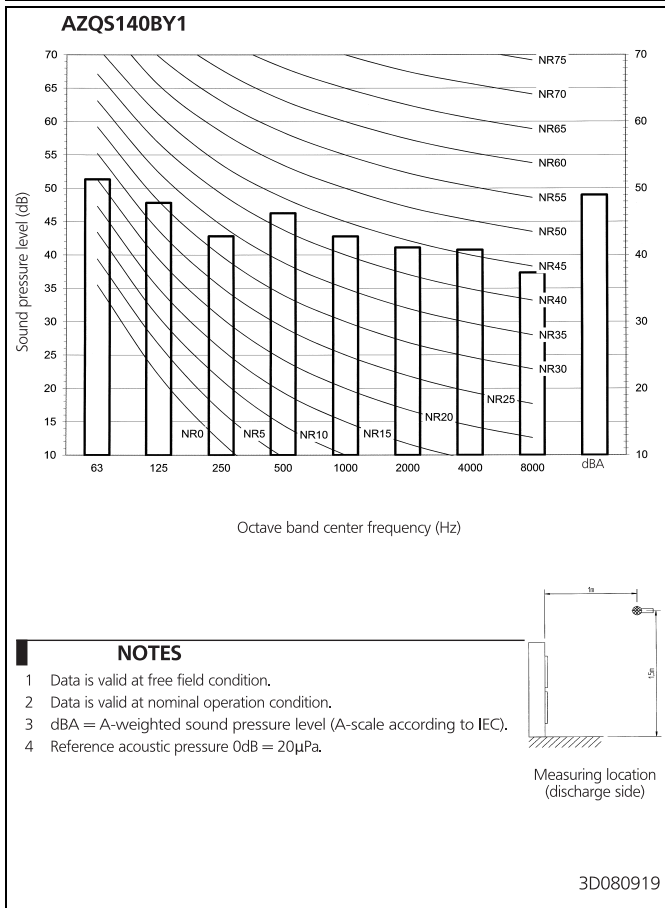 AZQS140BY1
Sound pressure level (dB)
70
65
60
55
50
45
40
35
30
25
20
15
10
70
60
50
40
30
20
10
NR75
NR70
NR65
NR60
NR55
NR50
NR45
NR40
NR35
NR30
NR25
NR20
NR0 NR5 NR10 NR15
63 125 250 500 1000 2000 4000 8000 dBA
Octave band center frequency (Hz)
1m
1,5m
NOTES
1 Data is valid at free field condition.
2 Data is valid at nominal operation condition.
3 dBA = A-weighted sound pressure level (A-scale according to IEC).
4 Reference acoustic pressure 0dB = 20μPa.
Measuring location
(discharge side)
3D080919